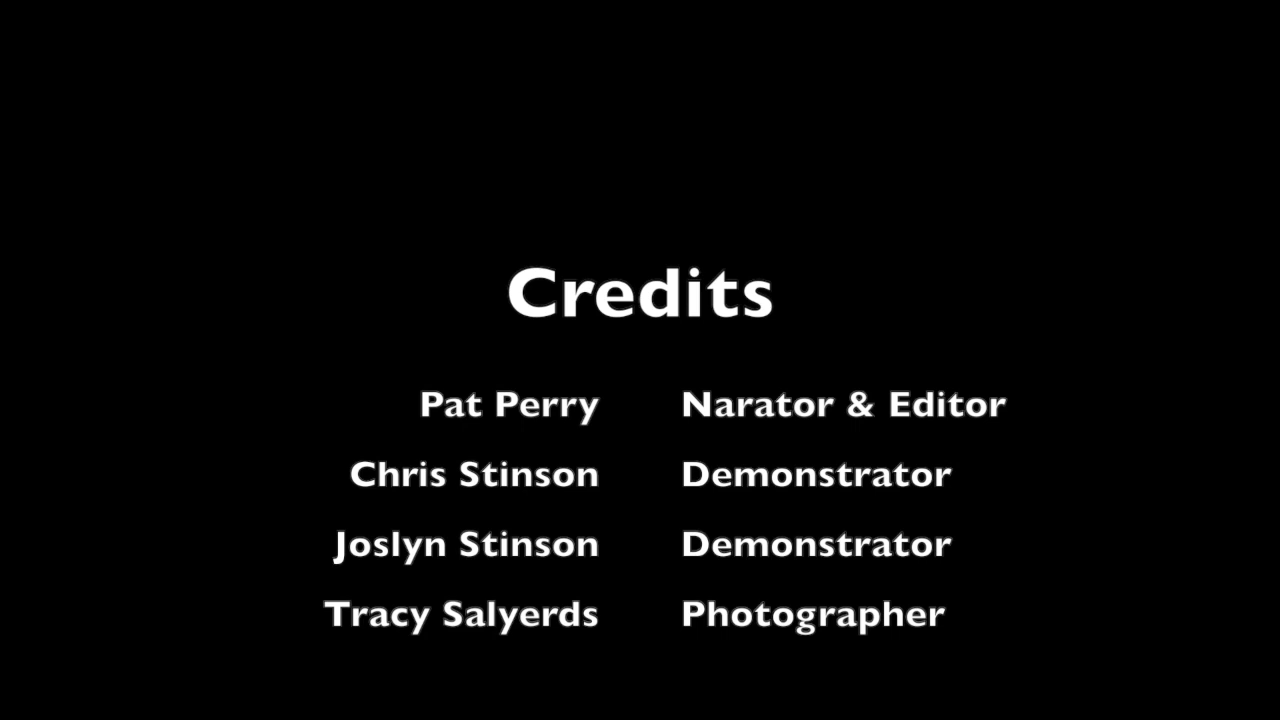 Credits
Pat Perry Narator & Editor
Chris Stinson Demonstrator
Joslyn Stinson Demonstrator
Tracy Salyerds Photographer